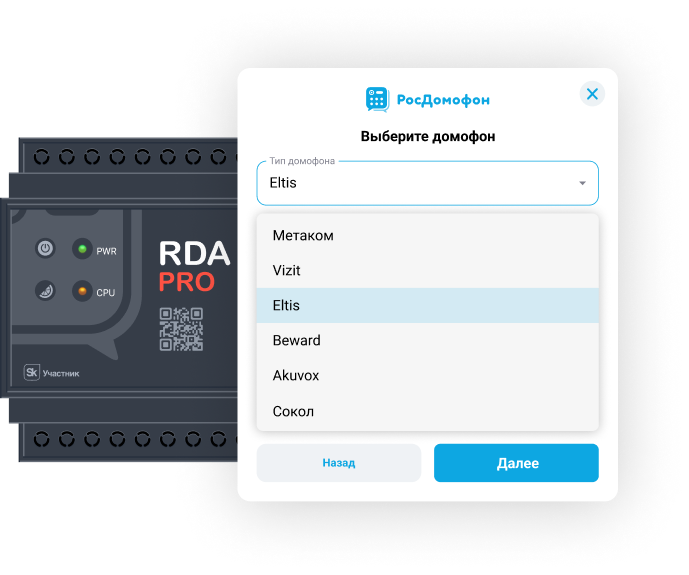 РосДомофон
Выберите домофон
Тип домофона
Eltis
Метаком
Vizit
Eltis
Beward
Akuvox
Сокол
Назад
Далее
PWR
CPU
RDA
PRO
Sk Участник